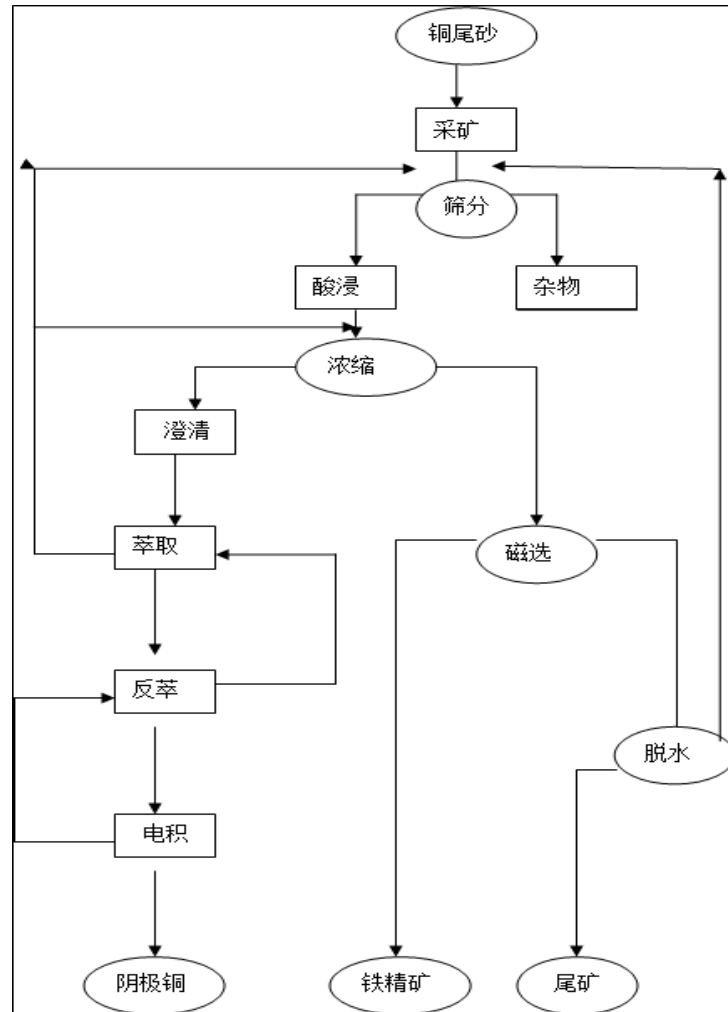 铜尾砂
采矿
筛分
酸浸
杂物
浓缩
澄清
萃取
磁选
反萃
脱水
电积
阴极铜
铁精矿
尾矿